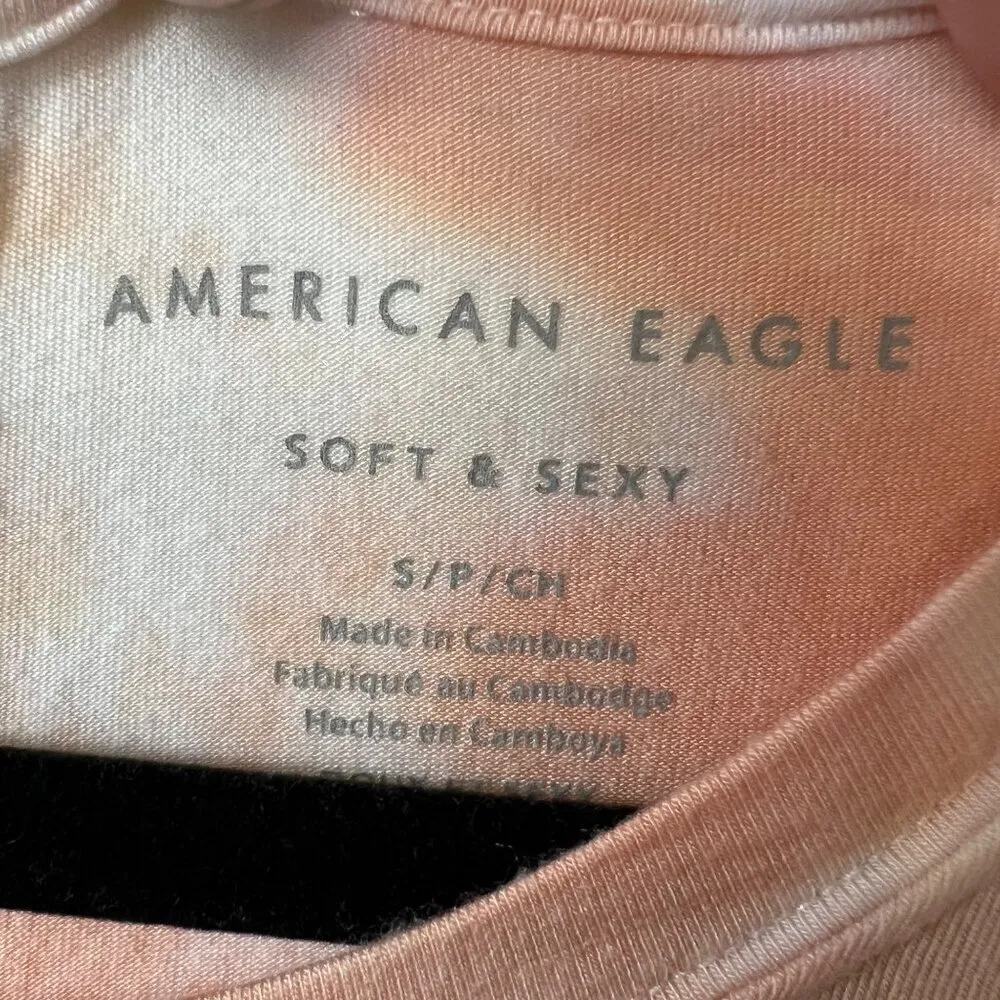 AMERICAN EAGLE
SOFT & SEXY
S/P/CH
Made in Cambodia
Fabriqué au Cambodge
Hecho en Camboya